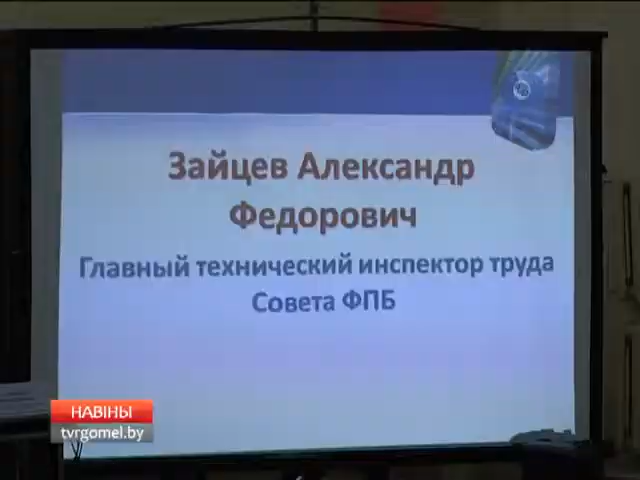 Зайцев Александр
Федорович
Главный технический инспектор труда
Совета ФПБ
НАВІНЫ
tvrgomel.by